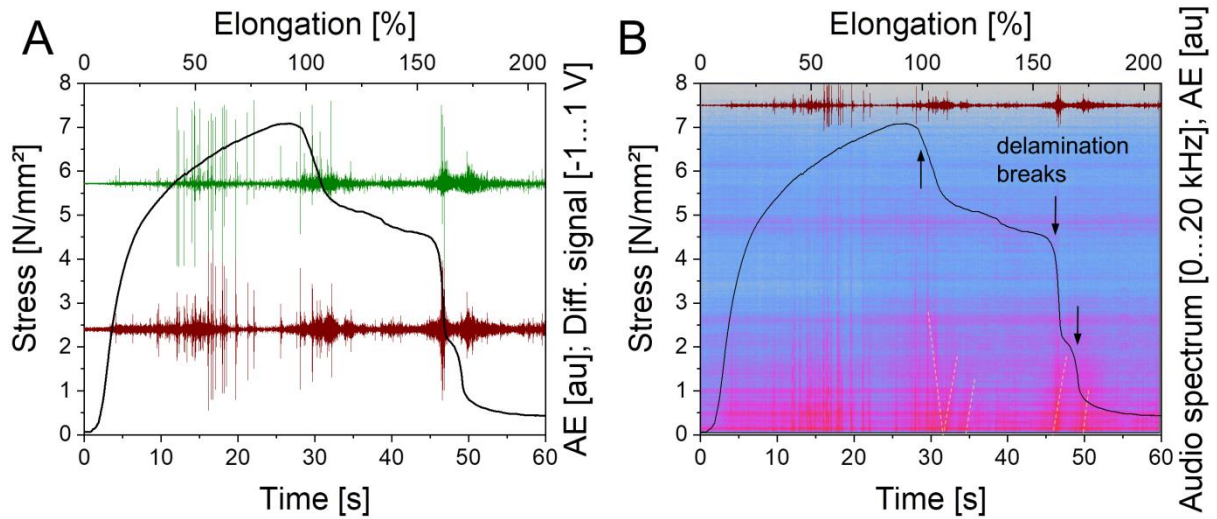 A
Elongation [%]
0 50 100 150 200
8
7
6
5
4
3
2
1
0
Stress [N/mm²]
AE [au]; Diff. signal [-1...1 V]
0 10 20 30 40 50 60
Time [s]
B
Elongation [%]
0 50 100 150 200
8
7
6
5
4
3
2
1
0
Stress [N/mm²]
delamination
breaks
Audio spectrum [0...20 kHz]; AE [au]
0 10 20 30 40 50 60
Time [s]